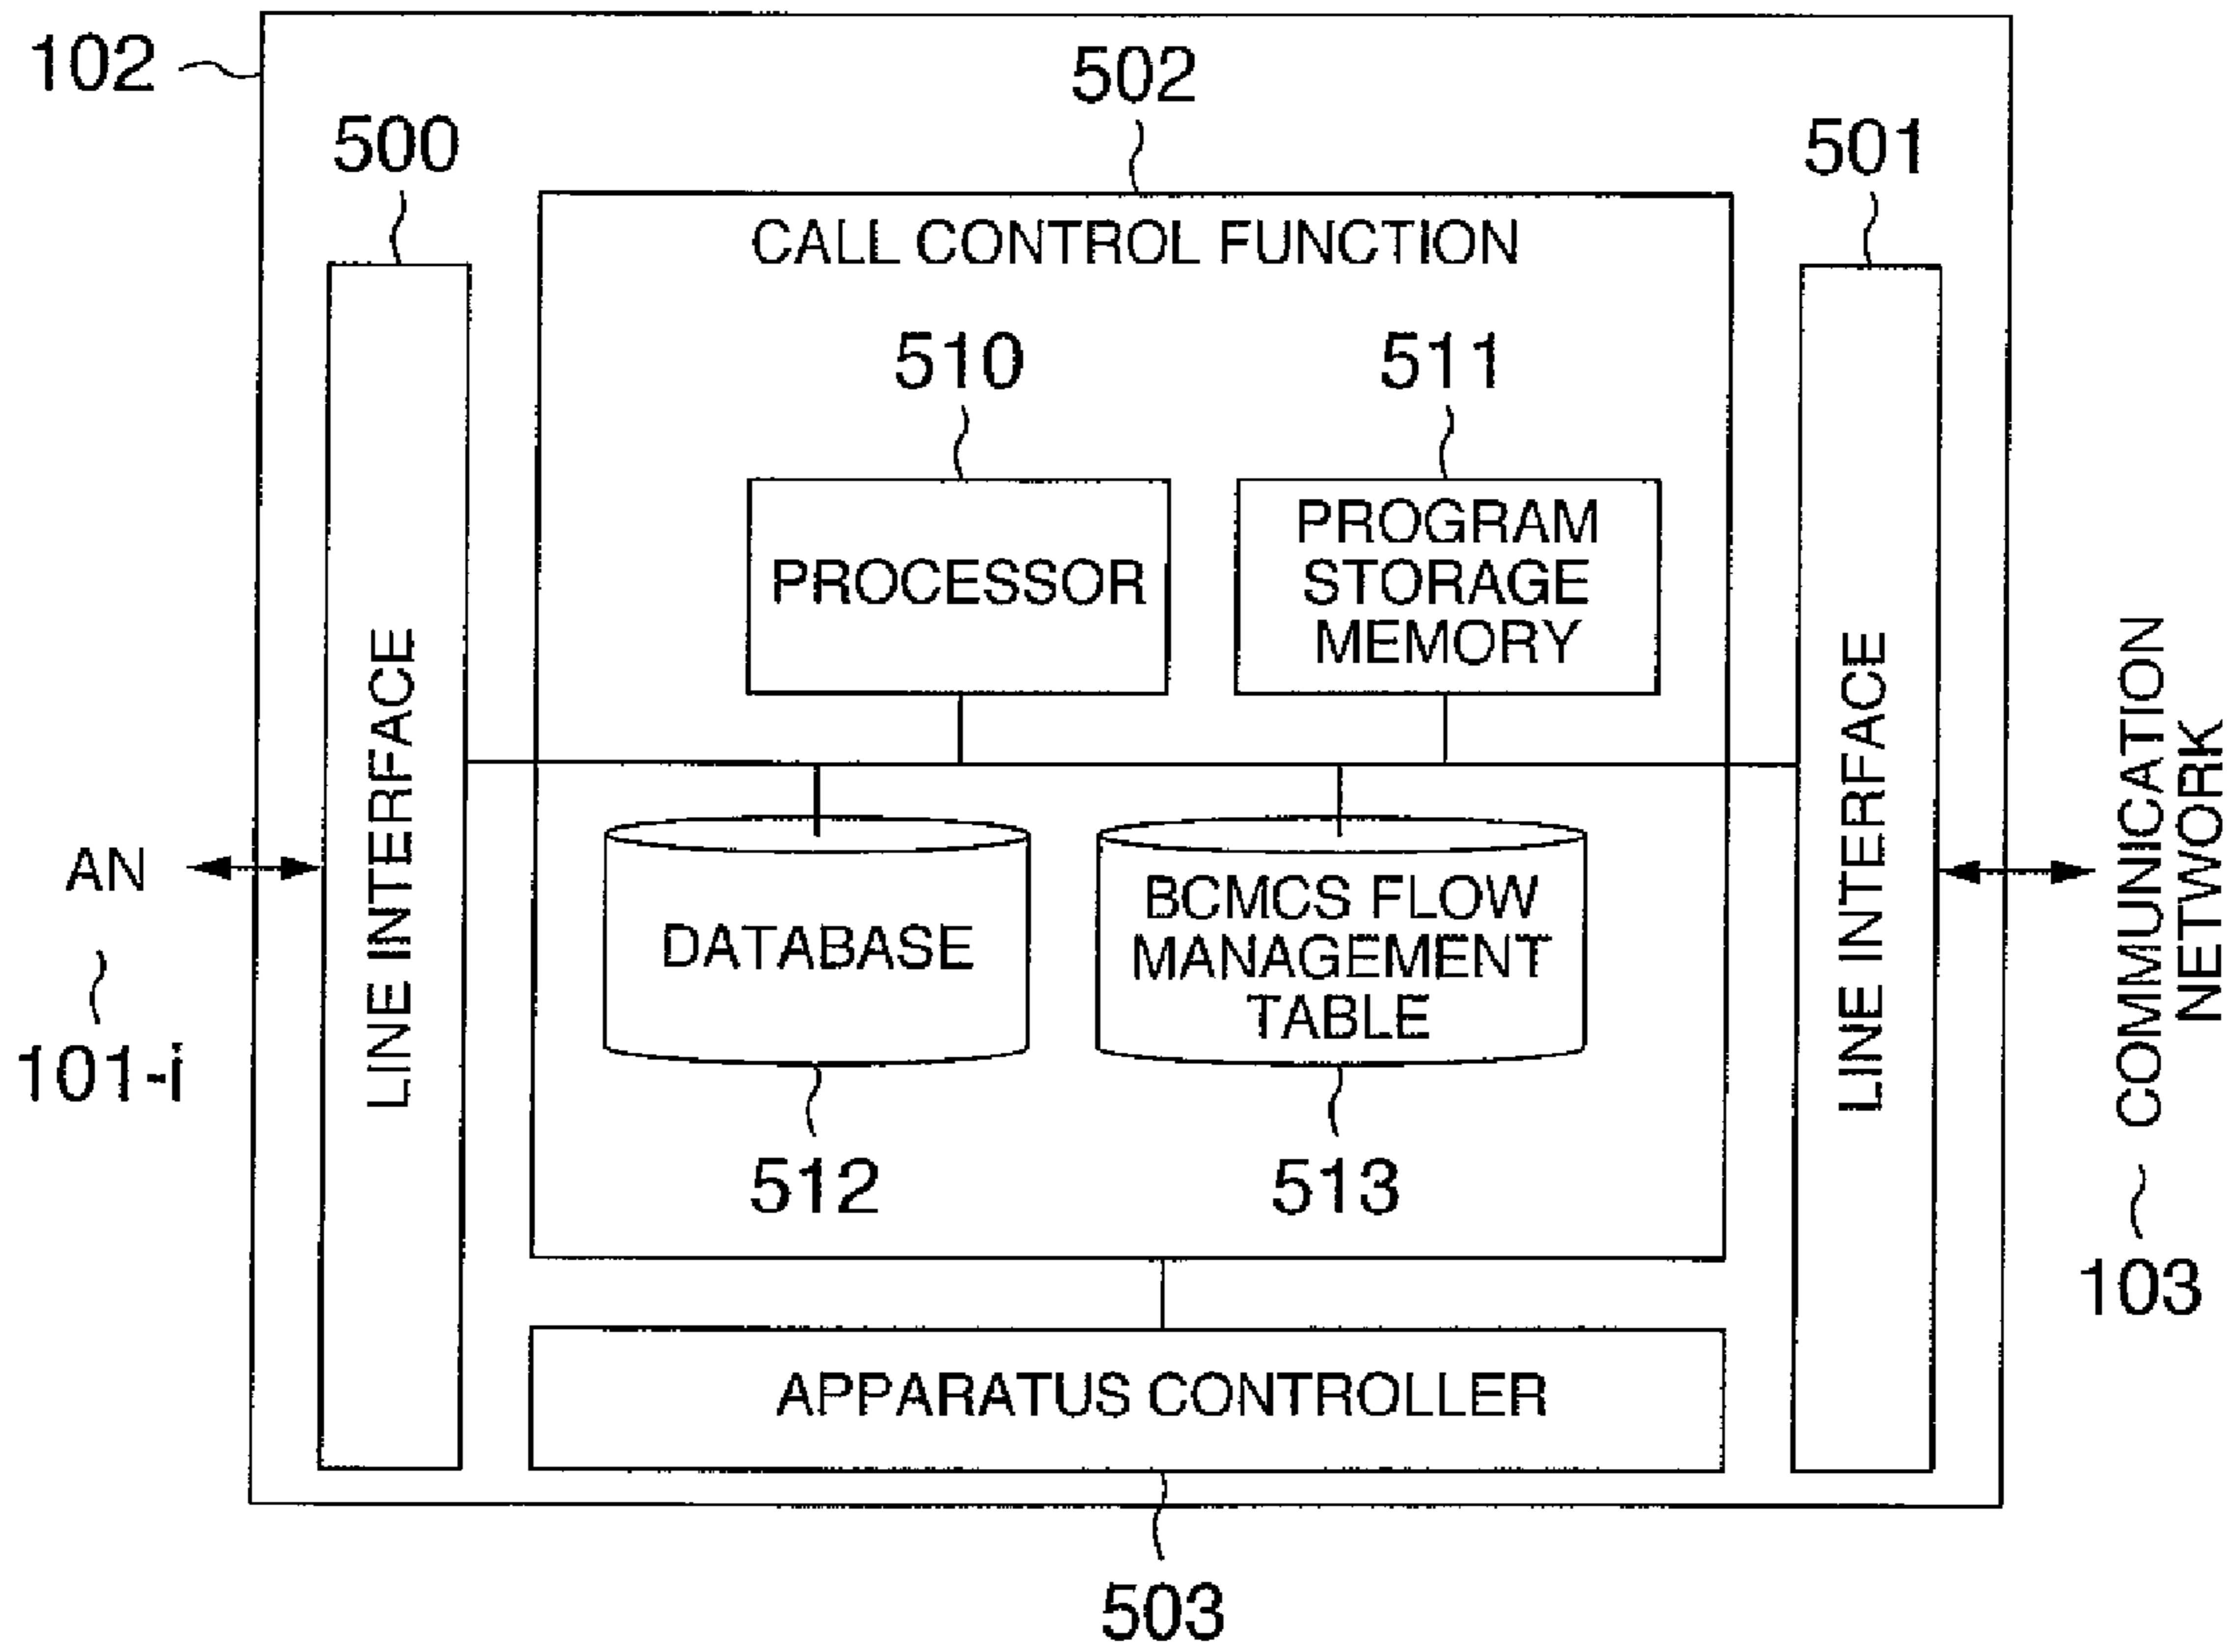 102
502
500
501
CALL CONTROL FUNCTION
510
511
PROCESSOR
PROGRAM
STORAGE
MEMORY
LINE INTERFACE
LINE INTERFACE
AN
101-i
COMMUNICATION
NETWORK
103
DATABASE
BCMCS FLOW
MANAGEMENT
TABLE
512
513
APPARATUS CONTROLLER
503